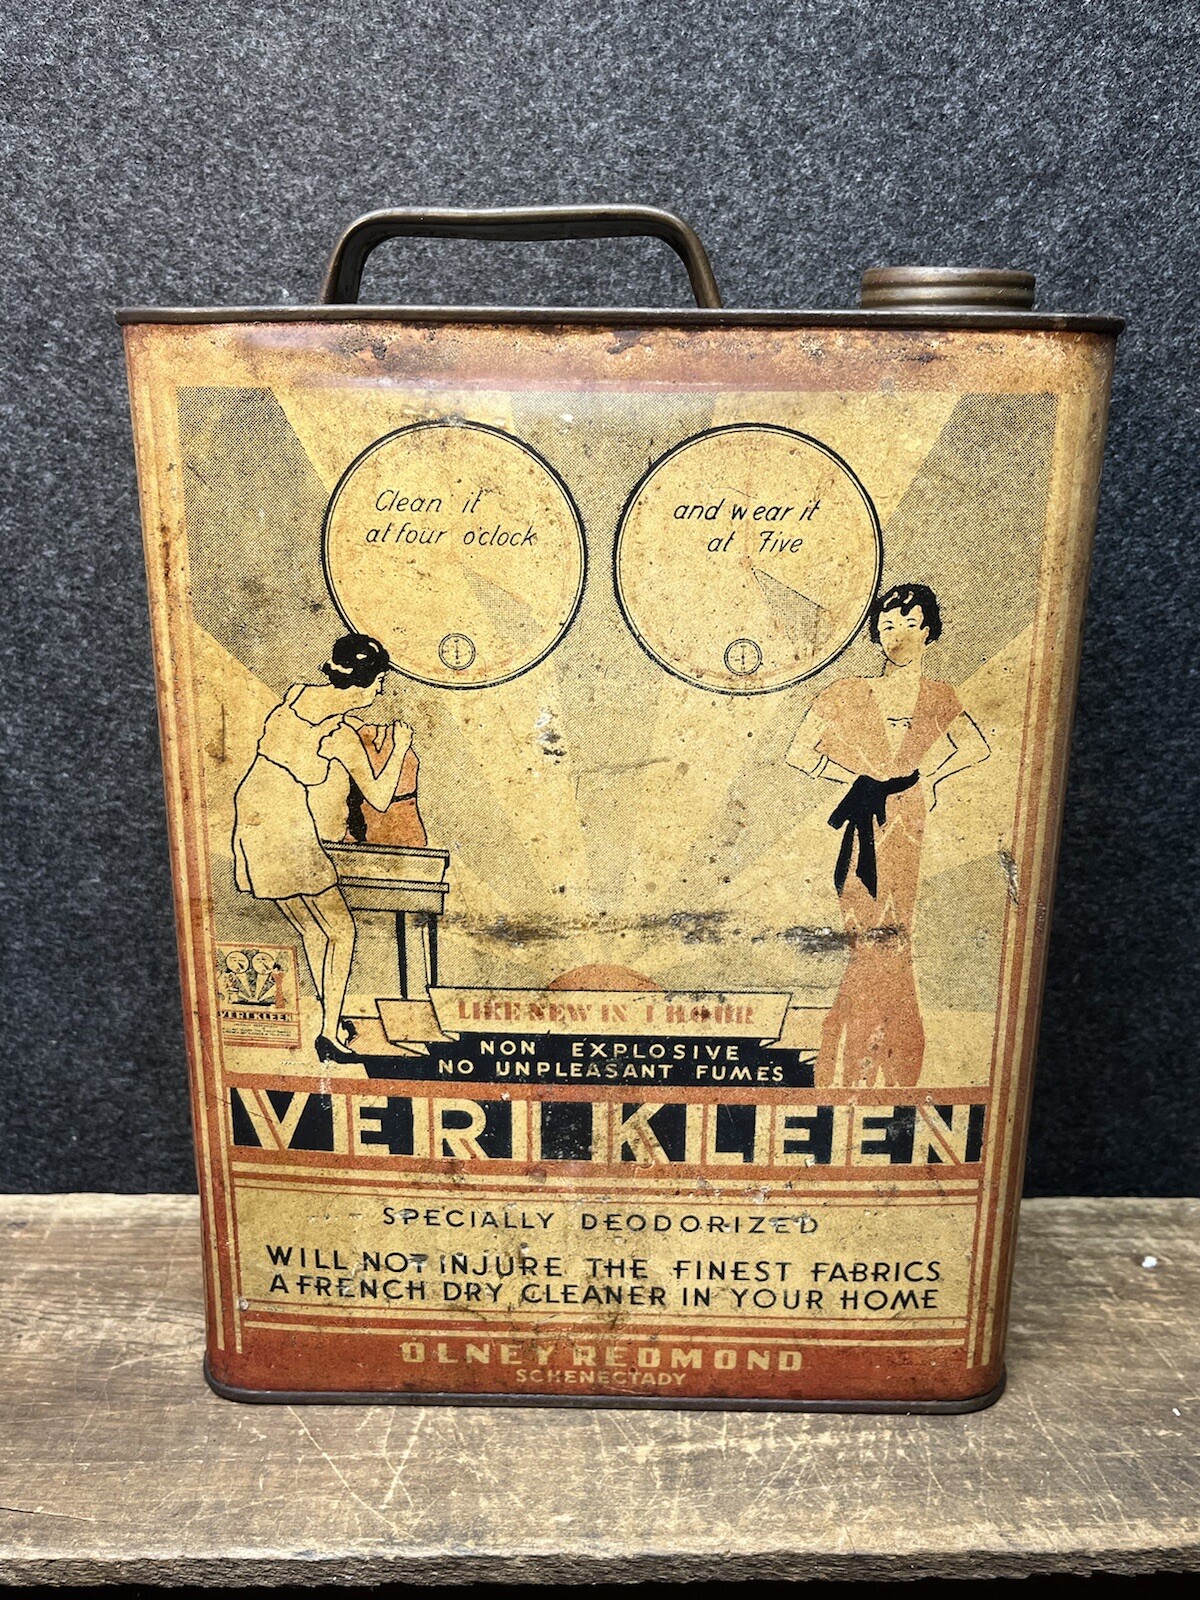 Clean it
at four o'clock
and wear it
at Five
VERI KLEEN
LIKE NEW IN 1 HOUR
NON EXPLOSIVE
NO UNPLEASANT FUMES
VERI KLEEN
SPECIALLY DEODORIZED
WILL NOT INJURE THE FINEST FABRICS
A FRENCH DRY CLEANER IN YOUR HOME
OLNEY REDMOND
SCHENECTADY